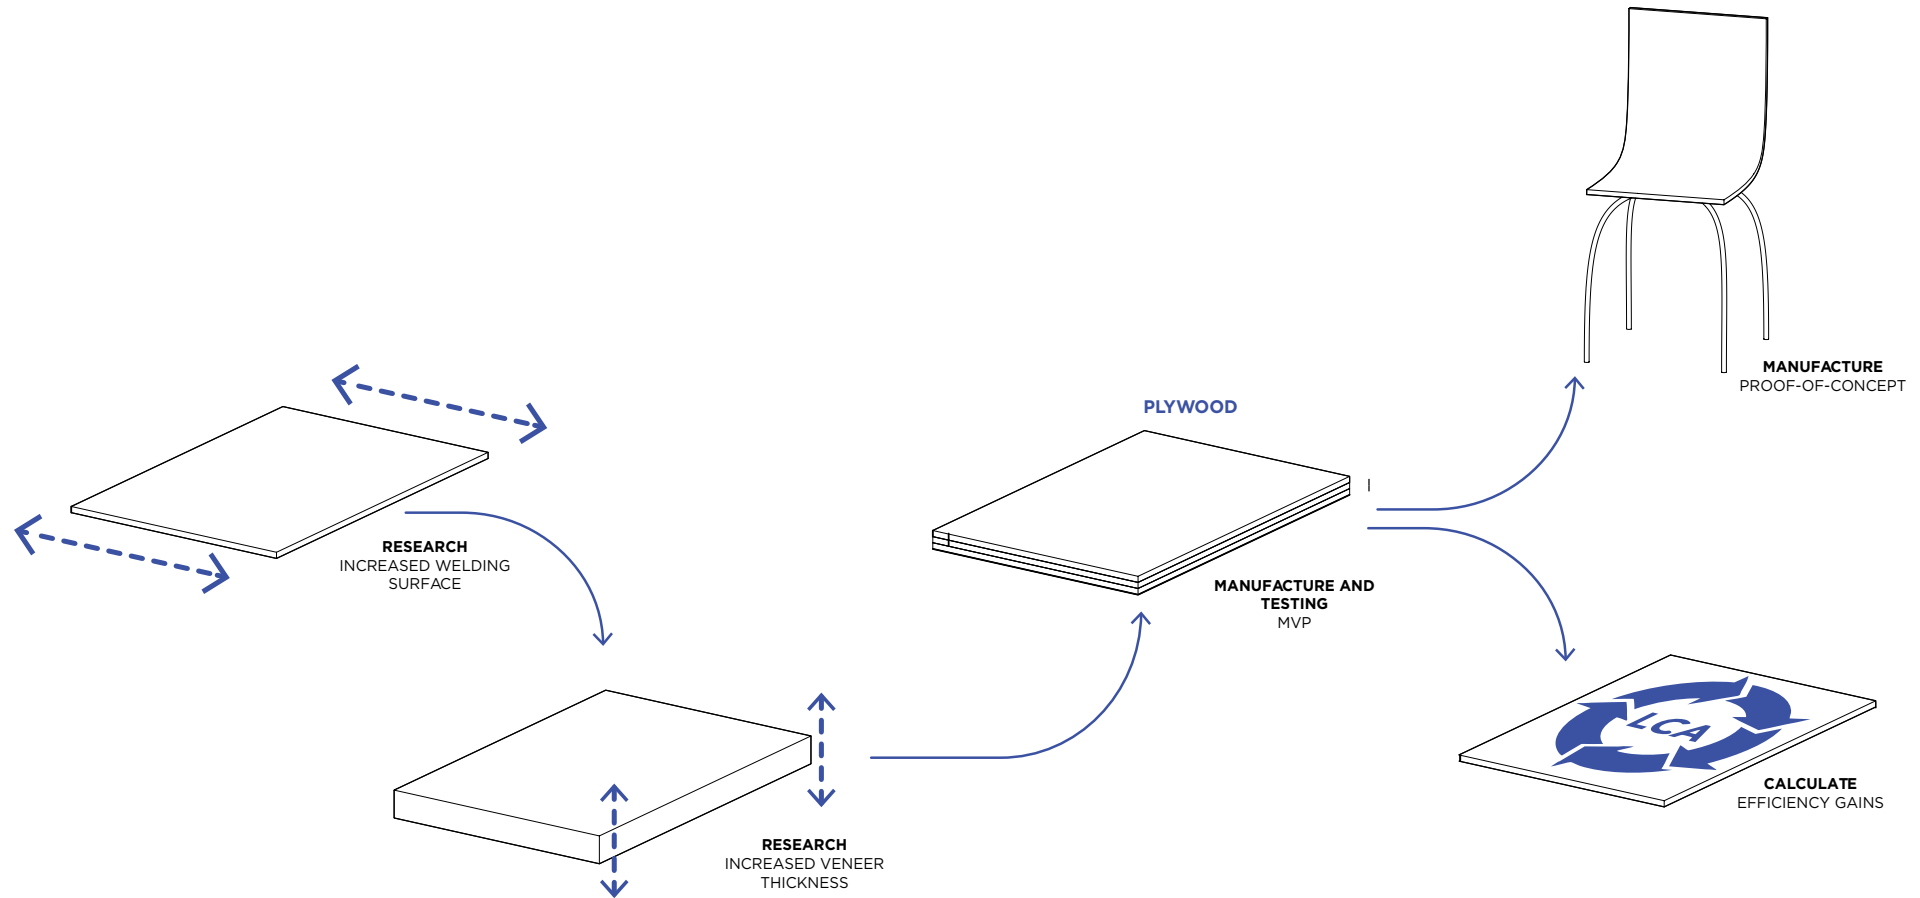 RESEARCH
INCREASED WELDING
SURFACE
RESEARCH
INCREASED VENEER
THICKNESS
PLYWOOD
MANUFACTURE AND
TESTING
MVP
MANUFACTURE
PROOF-OF-CONCEPT
LCA
CALCULATE
EFFICIENCY GAINS